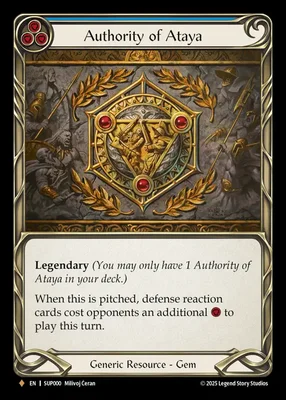 Authority of Ataya
Legendary (You may only have 1 Authority of
Ataya in your deck.)
When this is pitched, defense reaction
cards cost opponents an additional
to
play this turn.
Generic Resource - Gem
EN | SUP000 Milivoj Ceran
© 2025 Legend Story Studios